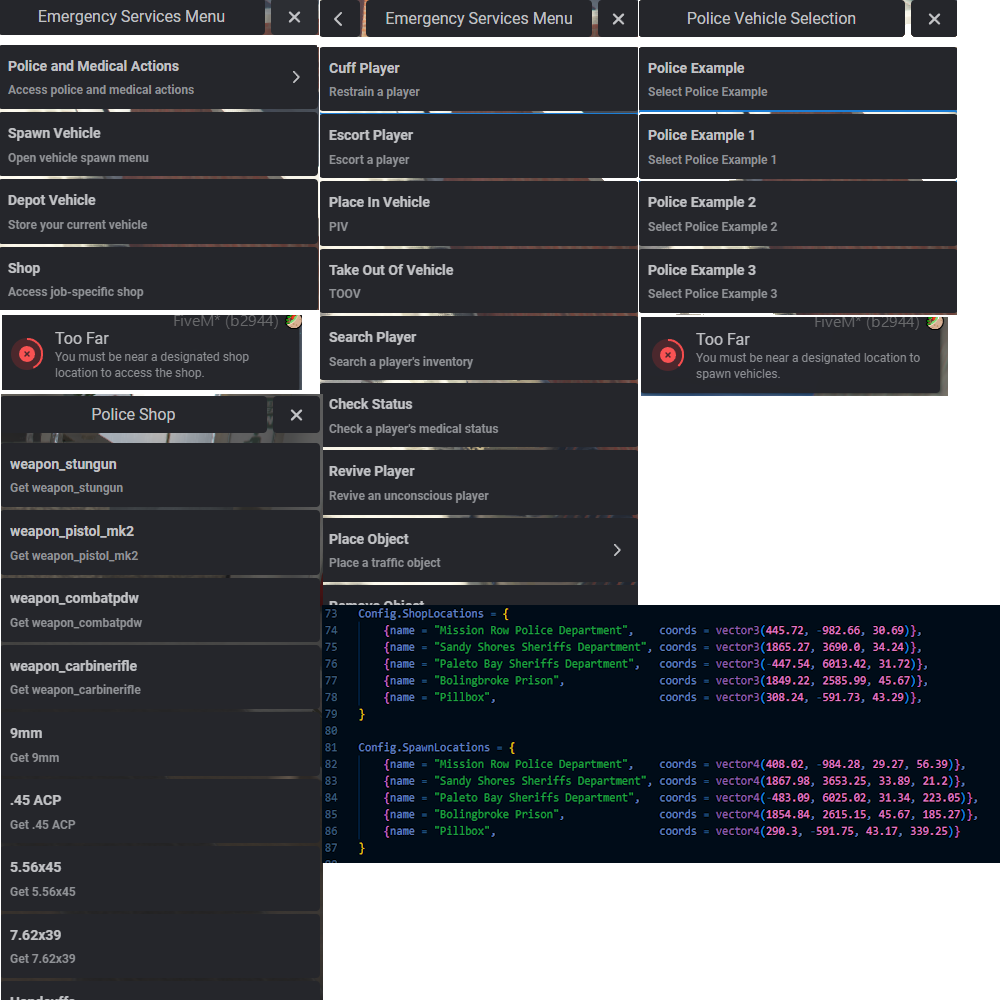 Emergency Services Menu
Police and Medical Actions
Access police and medical actions
Spawn Vehicle
Open vehicle spawn menu
Depot Vehicle
Store your current vehicle
Shop
Access job-specific shop
FiveM* (b2944)
Too Far
You must be near a designated shop
location to access the shop.
Police Shop
weapon_stungun
Get weapon_stungun
weapon_pistol_mk2
Get weapon_pistol_mk2
weapon_combatpdw
Get weapon_combatpdw
weapon_carbinerifle
Get weapon_carbinerifle
9mm
Get 9mm
.45 ACP
Get .45 ACP
5.56x45
Get 5.56x45
7.62x39
Get 7.62x39
Handcuffs
Emergency Services Menu
Cuff Player
Restrain a player
Escort Player
Escort a player
Place In Vehicle
PIV
Take Out Of Vehicle
TOOV
Search Player
Search a player's inventory
Check Status
Check a player's medical status
Revive Player
Revive an unconscious player
Place Object
Place a traffic object
Remove Object
Police Vehicle Selection
Police Example
Select Police Example
Police Example 1
Select Police Example 1
Police Example 2
Select Police Example 2
Police Example 3
Select Police Example 3
FiveM* (b2944)
Too Far
You must be near a designated location to
spawn vehicles.
73 Config.ShopLocations = {
74 {name = "Mission Row Police Department", coords = vector3(445.72, -982.66, 30.69)},
75 {name = "Sandy Shores Sheriffs Department", coords = vector3(1865.27, 3690.0, 34.24)},
76 {name = "Paleto Bay Sheriffs Department", coords = vector3(-447.54, 6013.42, 31.72)},
77 {name = "Bolingbroke Prison", coords = vector3(1849.22, 2585.99, 45.67)},
78 {name = "Pillbox", coords = vector3(308.24, -591.73, 43.29)},
79 }
80
81 Config.SpawnLocations = {
82 {name = "Mission Row Police Department", coords = vector4(408.02, -984.28, 29.27, 56.39)},
83 {name = "Sandy Shores Sheriffs Department", coords = vector4(1867.98, 3653.25, 33.89, 21.2)},
84 {name = "Paleto Bay Sheriffs Department", coords = vector4(-483.09, 6025.02, 31.34, 223.05)},
85 {name = "Bolingbroke Prison", coords = vector4(1854.84, 2615.15, 45.67, 185.27)},
86 {name = "Pillbox", coords = vector4(290.3, -591.75, 43.17, 339.25)}
87 }